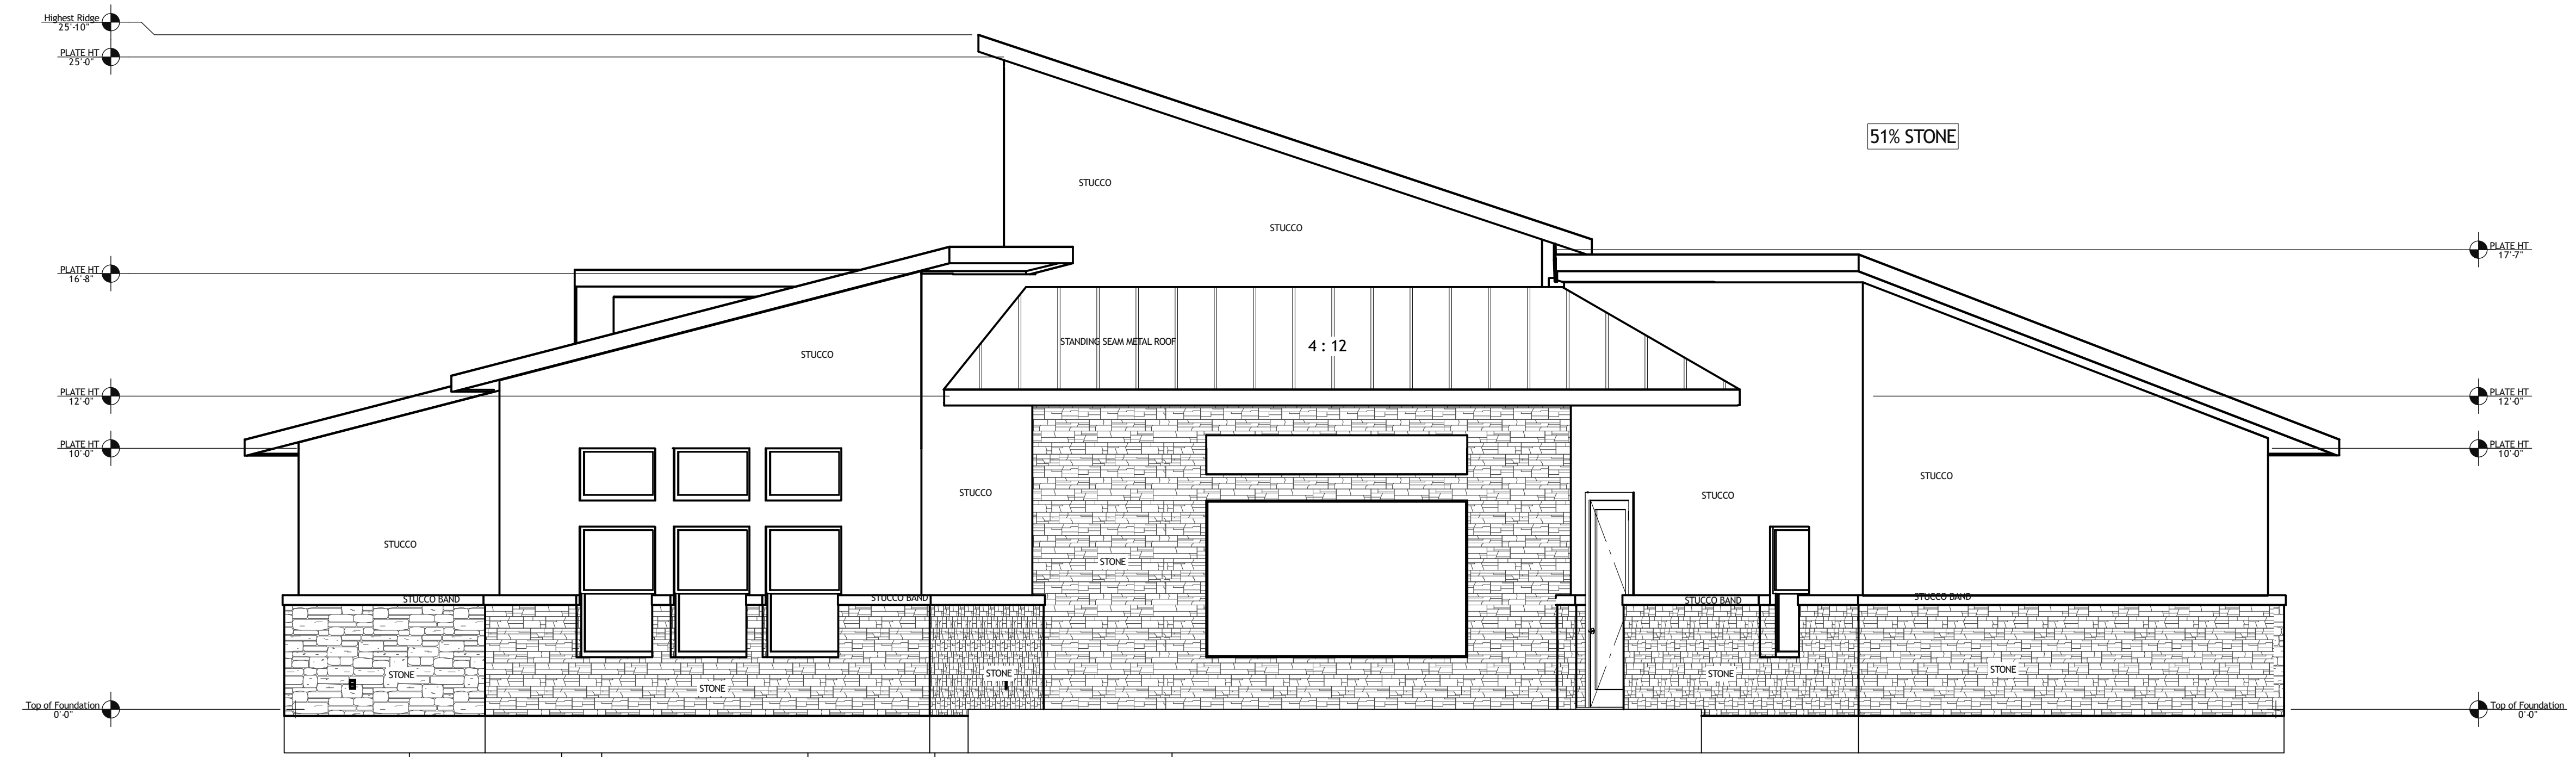 Highest Ridge
25'-10"
PLATE HT
25'-0"
51% STONE
STUCCO
STUCCO
PLATE HT
17'-7"
PLATE HT
16'-8"
STANDING SEAM METAL ROOF
4 : 12
STUCCO
PLATE HT
12'-0"
PLATE HT
12'-0"
PLATE HT
10'-0"
PLATE HT
10'-0"
STUCCO
STUCCO
STUCCO
STUCCO
STONE
STUCCO BAND
STUCCO BAND
STUCCO BAND
STUCCO BAND
STONE
STONE
STONE
STONE
STONE
Top of Foundation
0'-0"
Top of Foundation
0'-0"